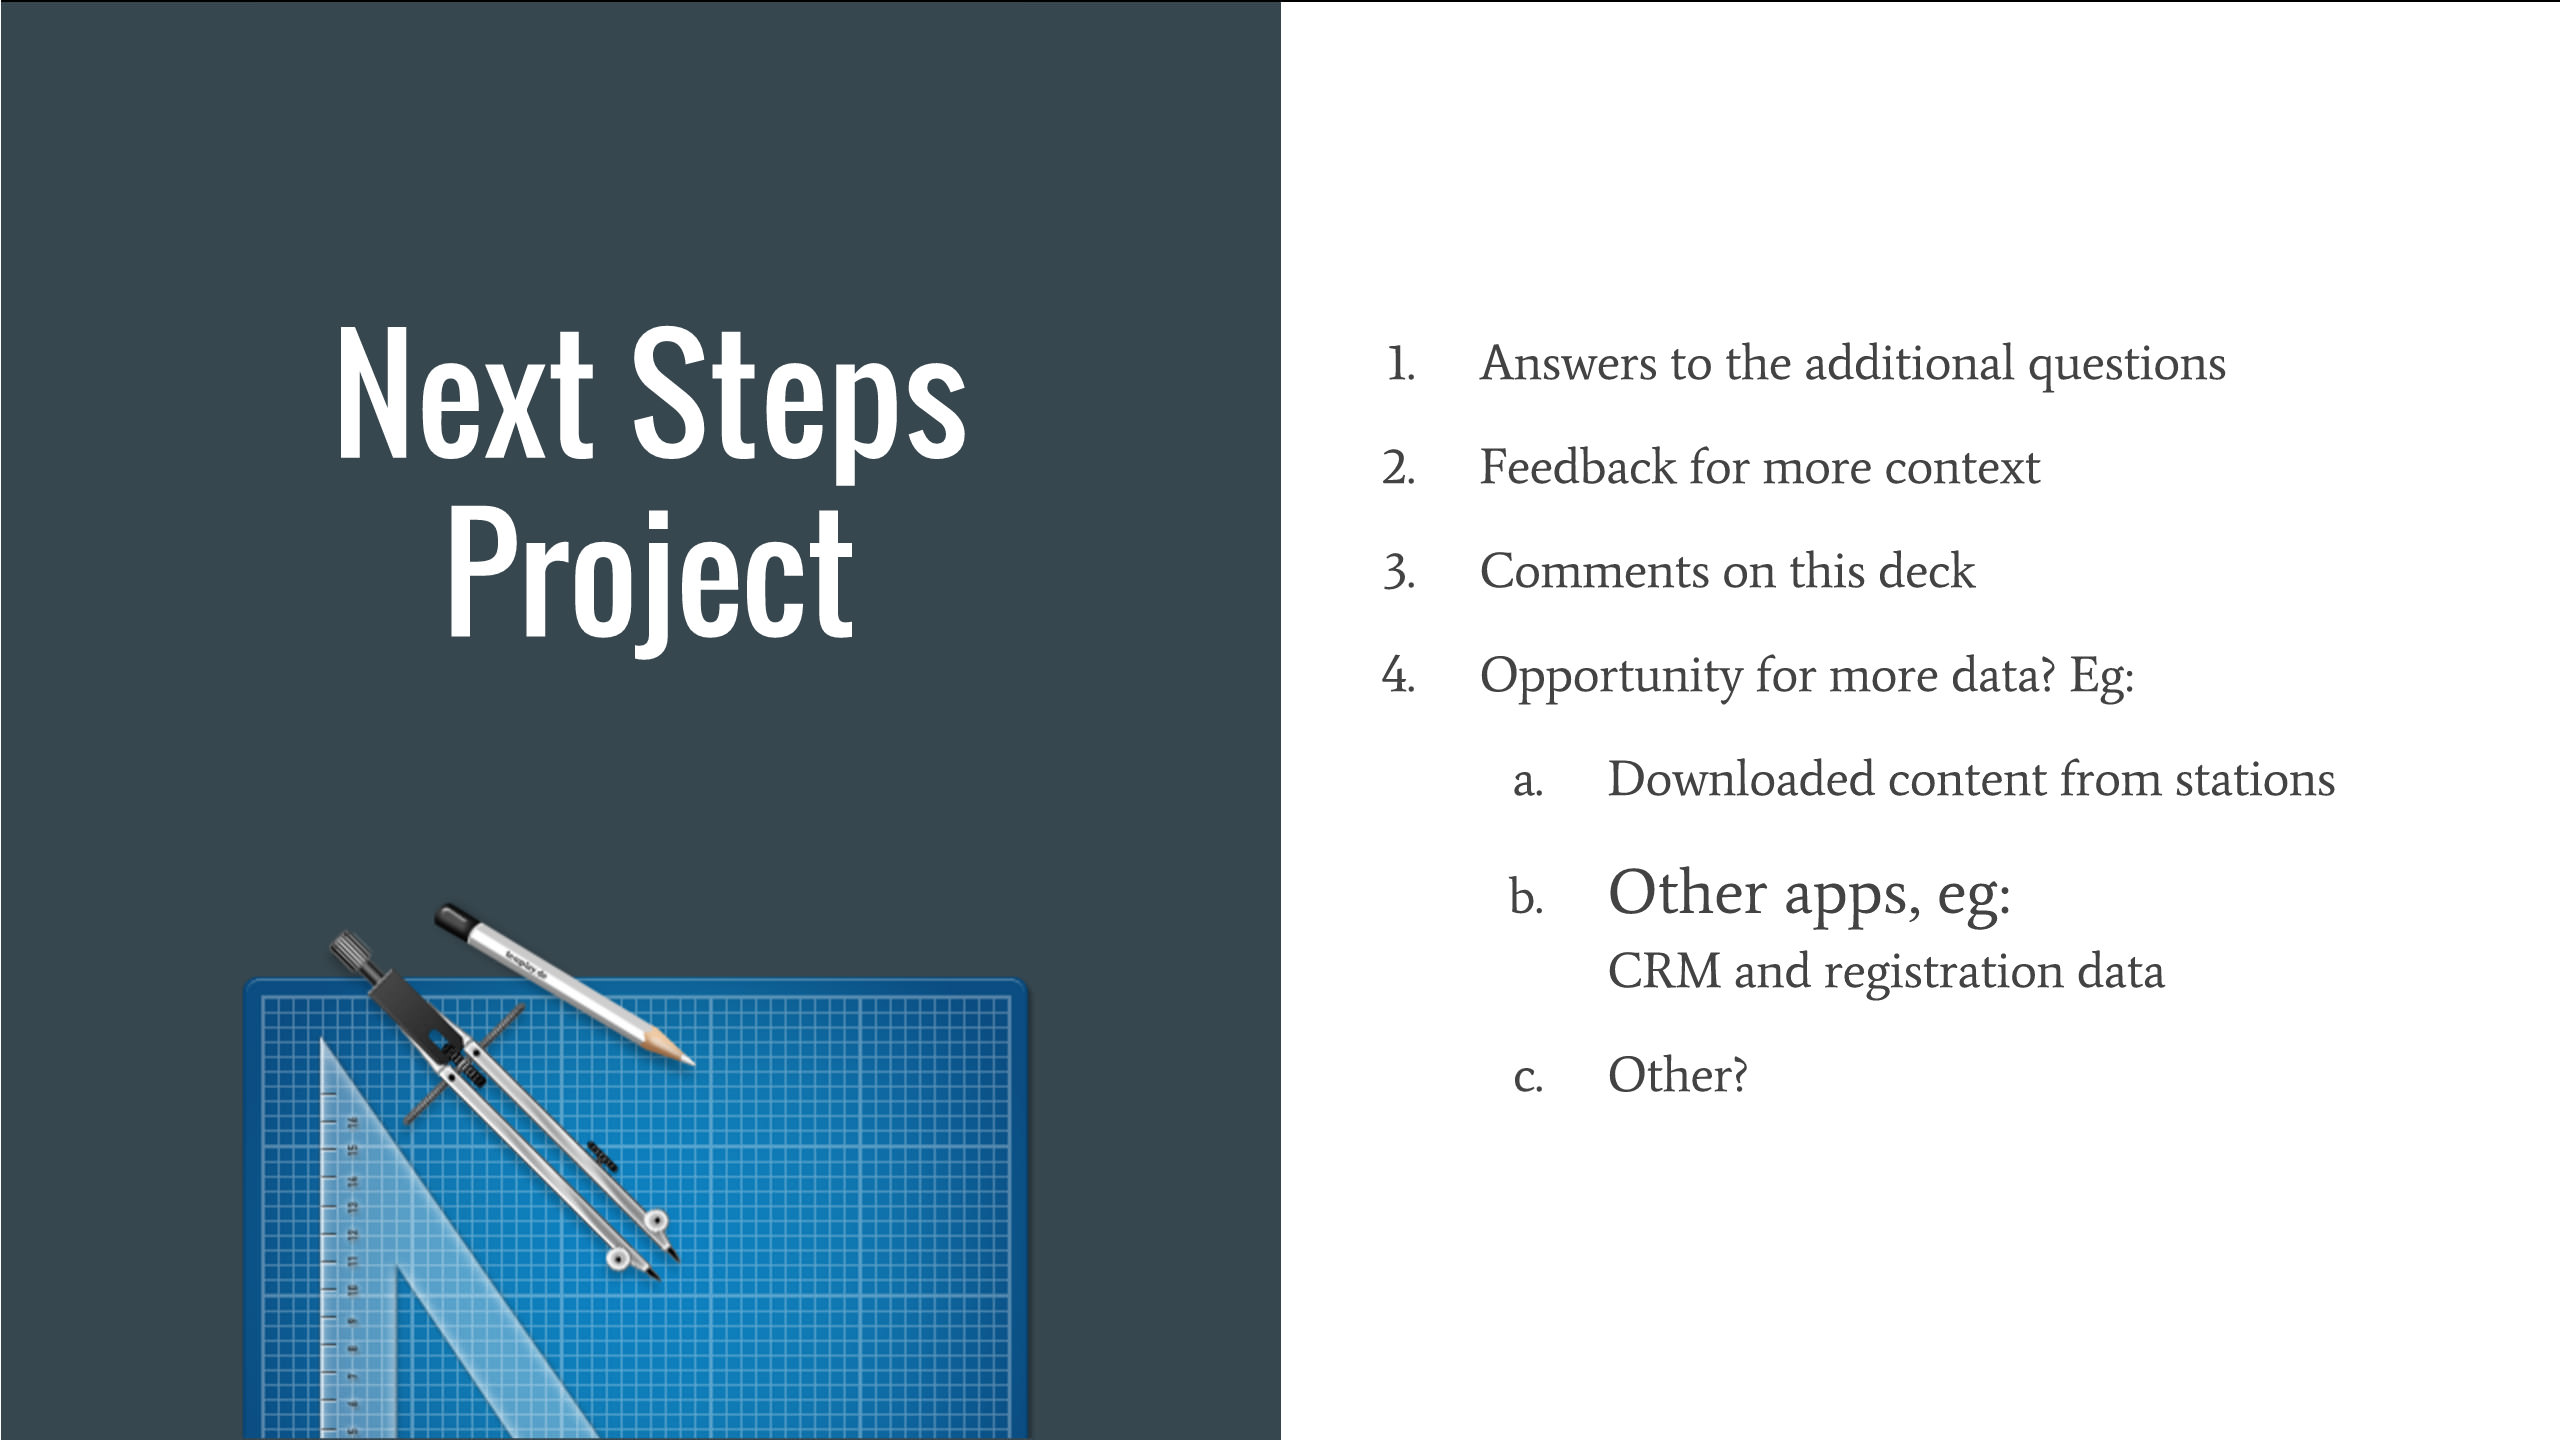 Next Steps
Project
1. Answers to the additional questions
2. Feedback for more context
3. Comments on this deck
4. Opportunity for more data? Eg:
a. Downloaded content from stations
b. Other apps, eg:
CRM and registration data
c. Other?